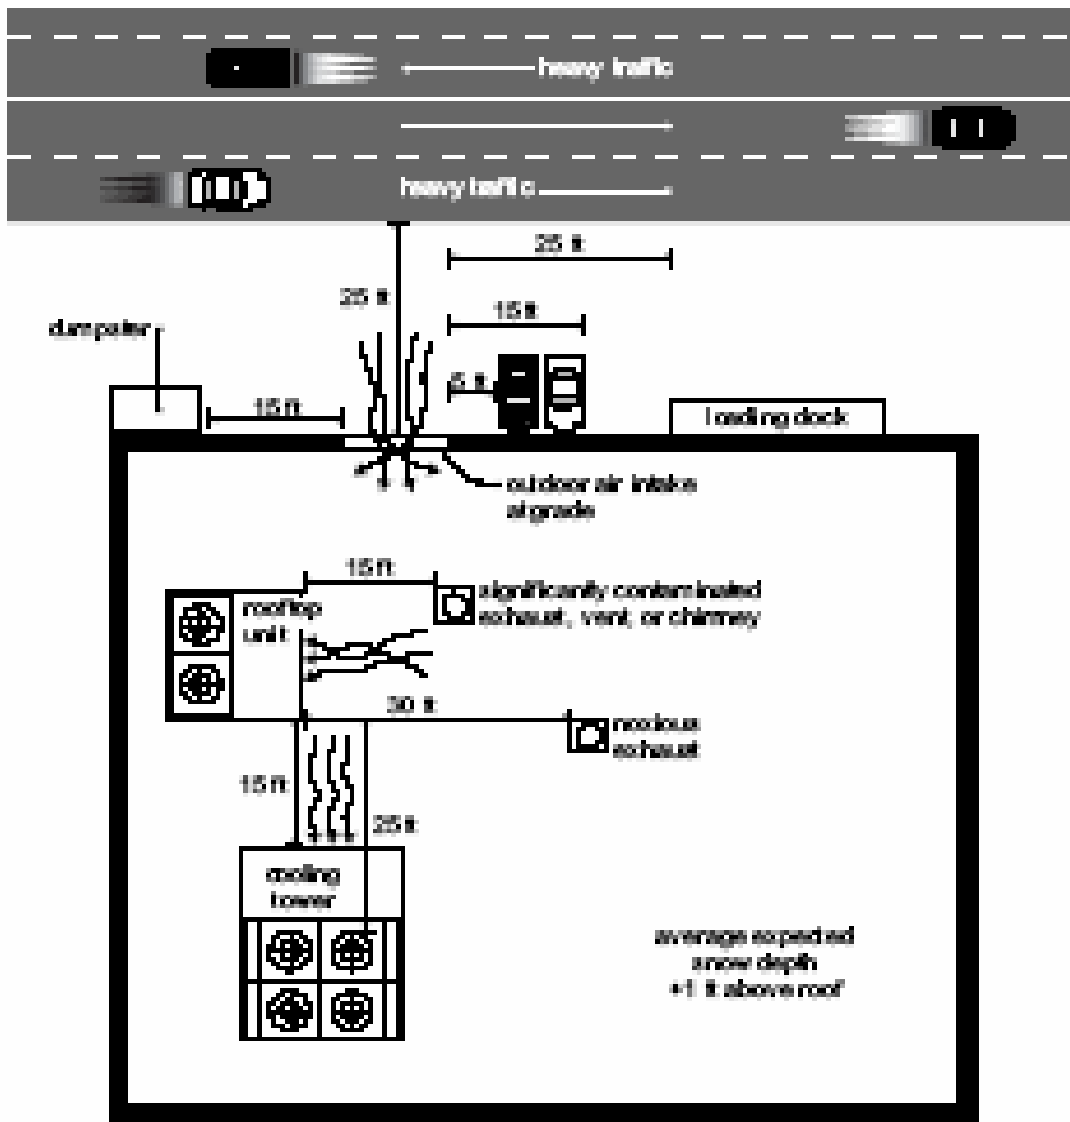 heavy traffic
heavy traffic
25 ft
25 ft
15 ft
dumpster
5 ft
15 ft
loading dock
outdoor air intake
at grade
15 ft
significantly contaminated
exhaust, vent, or chimney
rooftop
unit
30 ft
noxious
exhaust
15 ft
25 ft
cooling
tower
average expected
snow depth
+1 ft above roof